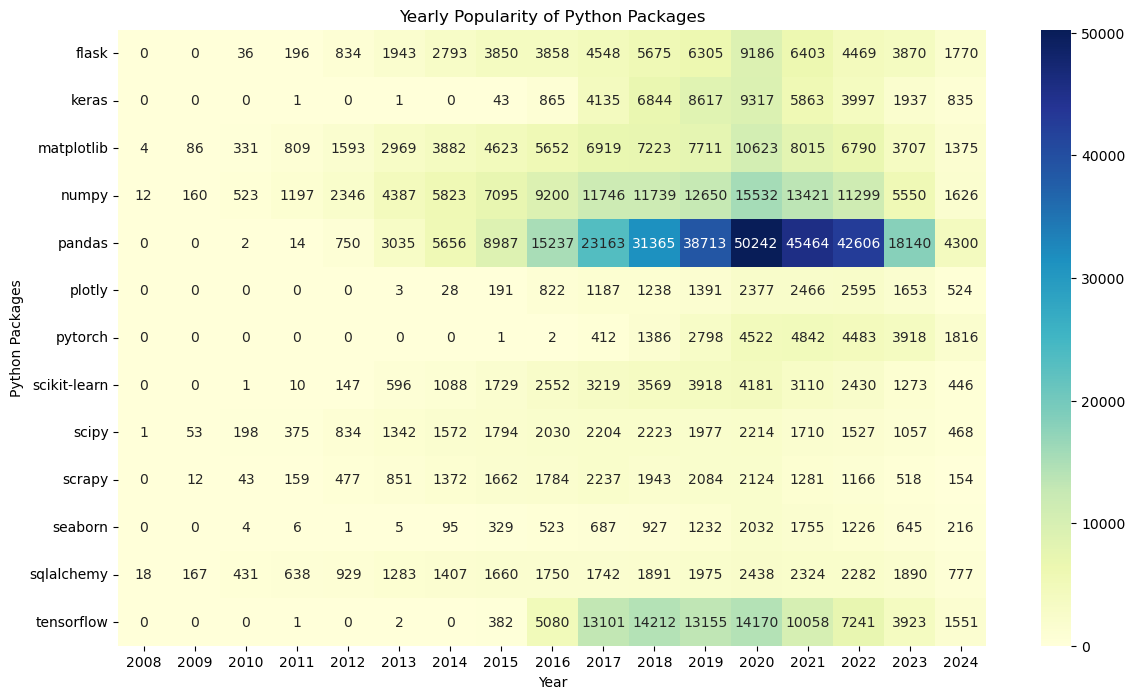 Yearly Popularity of Python Packages
flask 0 0 36 196 834 1943 2793 3850 3858 4548 5675 6305 9186 6403 4469 3870 1770
keras 0 0 0 1 0 1 0 43 865 4135 6844 8617 9317 5863 3997 1937 835
matplotlib 4 86 331 809 1593 2969 3882 4623 5652 6919 7223 7711 10623 8015 6790 3707 1375
numpy 12 160 523 1197 2346 4387 5823 7095 9200 11746 11739 12650 15532 13421 11299 5550 1626
pandas 0 0 2 14 750 3035 5656 8987 15237 23163 31365 38713 50242 45464 42606 18140 4300
plotly 0 0 0 0 0 3 28 191 822 1187 1238 1391 2377 2466 2595 1653 524
pytorch 0 0 0 0 0 0 0 1 2 412 1386 2798 4522 4842 4483 3918 1816
scikit-learn 0 0 1 10 147 596 1088 1729 2552 3219 3569 3918 4181 3110 2430 1273 446
scipy 1 53 198 375 834 1342 1572 1794 2030 2204 2223 1977 2214 1710 1527 1057 468
scrapy 0 12 43 159 477 851 1372 1662 1784 2237 1943 2084 2124 1281 1166 518 154
seaborn 0 0 4 6 1 5 95 329 523 687 927 1232 2032 1755 1226 645 216
sqlalchemy 18 167 431 638 929 1283 1407 1660 1750 1742 1891 1975 2438 2324 2282 1890 777
tensorflow 0 0 0 1 0 2 0 382 5080 13101 14212 13155 14170 10058 7241 3923 1551
2008 2009 2010 2011 2012 2013 2014 2015 2016 2017 2018 2019 2020 2021 2022 2023 2024
Year
Python Packages
50000
40000
30000
20000
10000
0